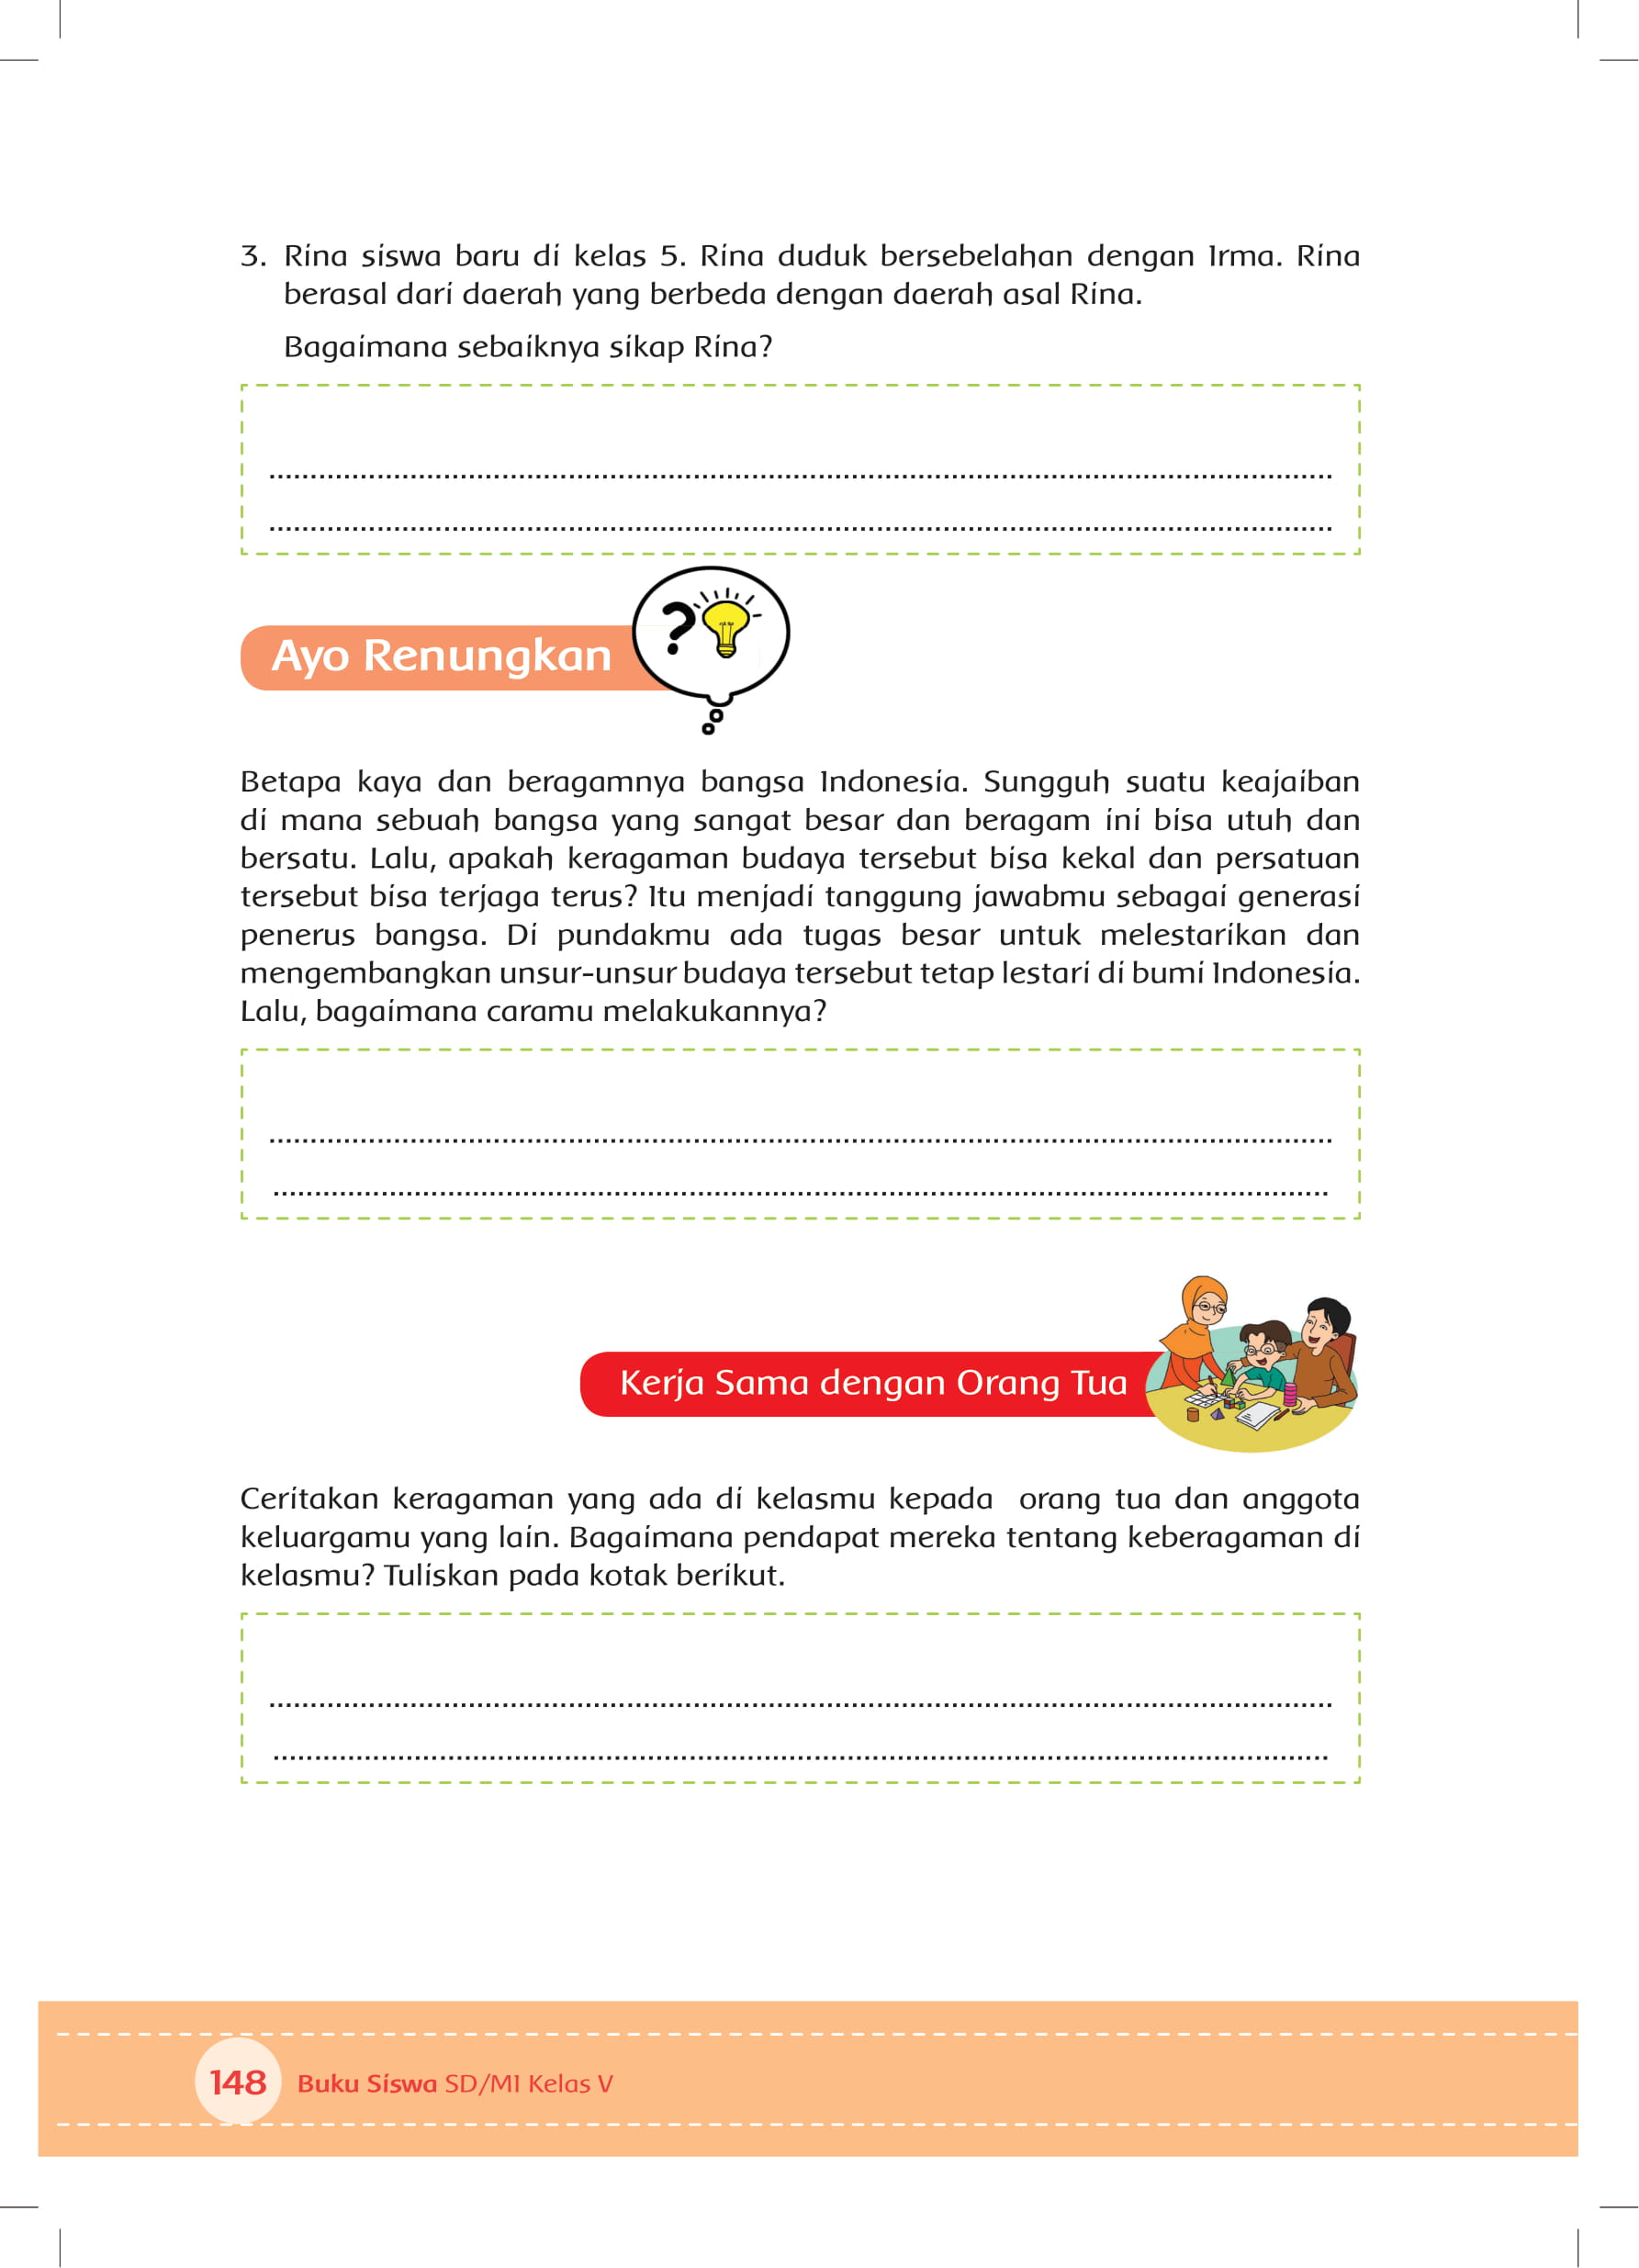 3. Rina siswa baru di kelas 5. Rina duduk bersebelahan dengan Irma. Rina
berasal dari daerah yang berbeda dengan daerah asal Rina.
Bagaimana sebaiknya sikap Rina?
Ayo Renungkan
?
Betapa kaya dan beragamnya bangsa Indonesia. Sungguh suatu keajaiban
di mana sebuah bangsa yang sangat besar dan beragam ini bisa utuh dan
bersatu. Lalu, apakah keragaman budaya tersebut bisa kekal dan persatuan
tersebut bisa terjaga terus? Itu menjadi tanggung jawabmu sebagai generasi
penerus bangsa. Di pundakmu ada tugas besar untuk melestarikan dan
mengembangkan unsur-unsur budaya tersebut tetap lestari di bumi Indonesia.
Lalu, bagaimana caramu melakukannya?
Kerja Sama dengan Orang Tua
Ceritakan keragaman yang ada di kelasmu kepada orang tua dan anggota
keluargamu yang lain. Bagaimana pendapat mereka tentang keberagaman di
kelasmu? Tuliskan pada kotak berikut.
148 Buku Siswa SD/MI Kelas V